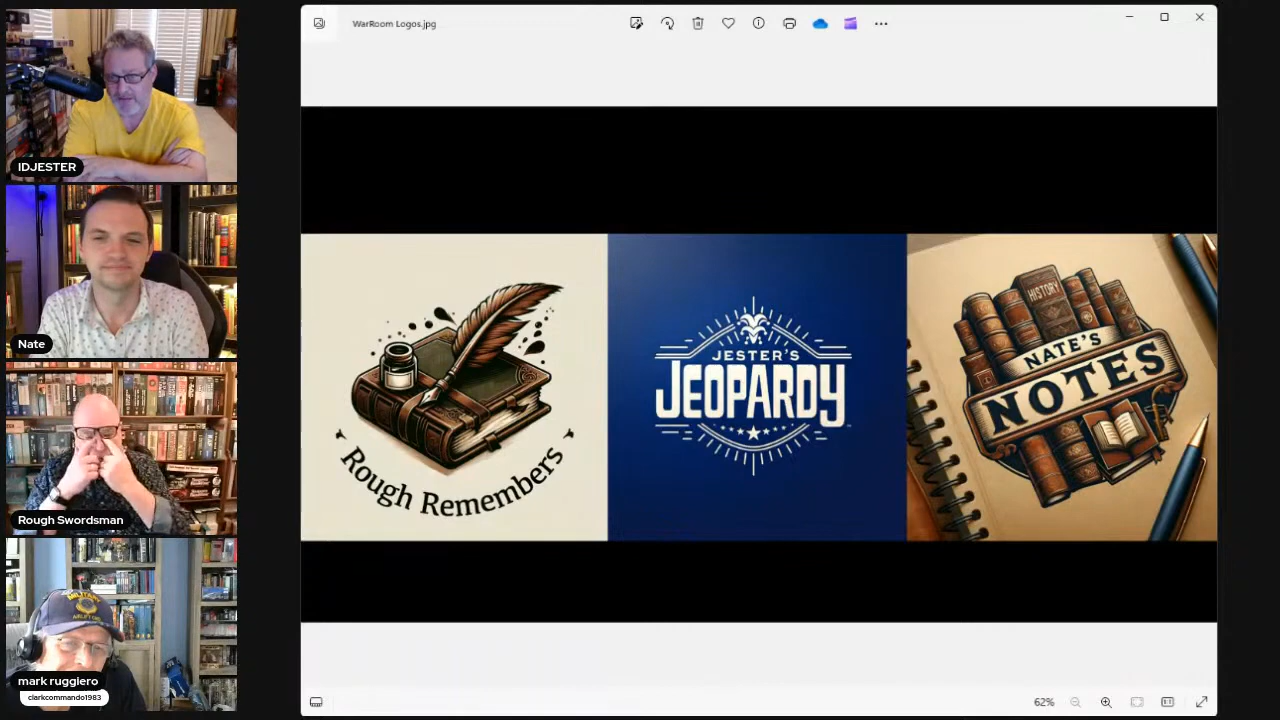 WarRoom Logos.jpg
IDJESTER
Nate
Rough Swordsman
mark ruggiero
clarkcommando1983
Rough Remembers
JESTER'S
JEOPARDY
HISTORY
NATE'S
NOTES
62%